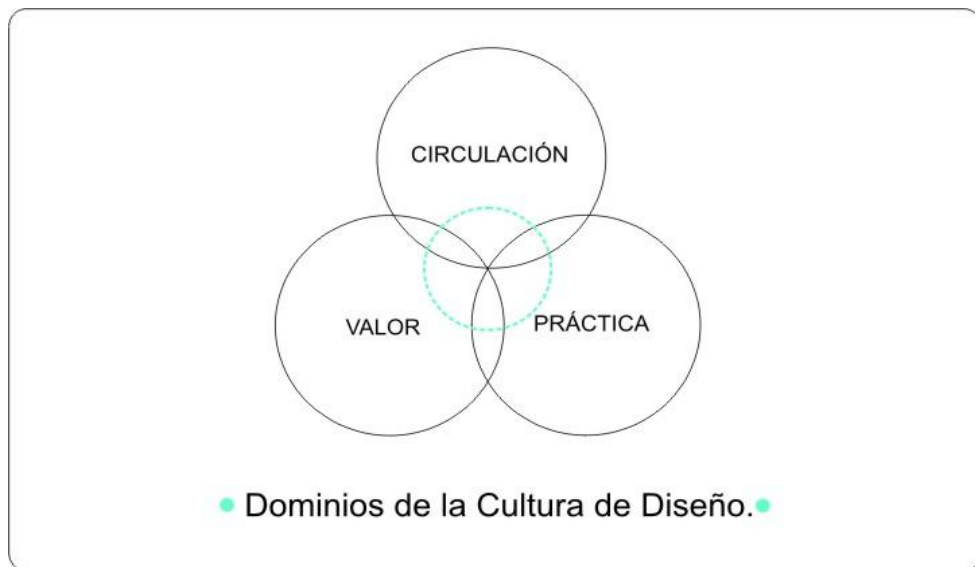 CIRCULACIÓN
VALOR
PRÁCTICA
Dominios de la Cultura de Diseño.